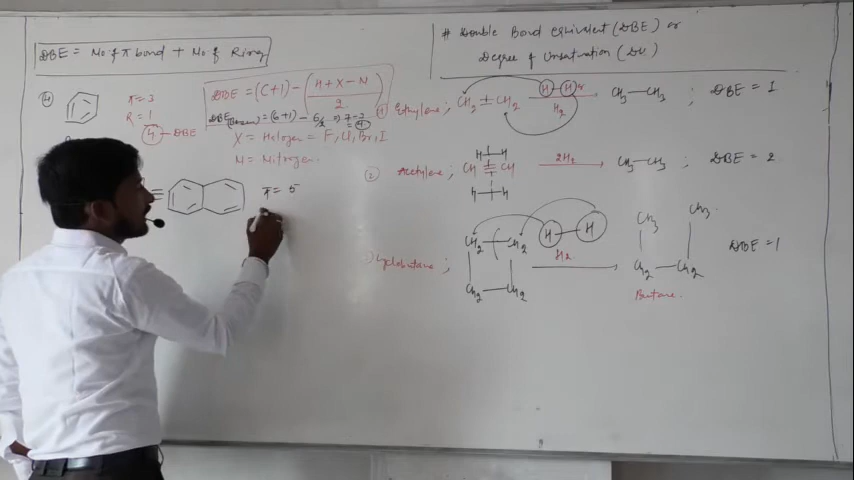 # Double Bond Equivalent (DBE) or
Degree of Unsaturation (DU)
DBE = No. of π bond + No. of Ring
④
π = 3
R = 1
④ - DBE
DBE = (C+1) - (H + X - N / 2)
DBE = (6+1) - 6/2 ⇒ 7-3 = ④
X = Halogen = F, Cl, Br, I
N = Nitrogen.
π = 5
① Ethylene; CH2 = CH2 H-H H2 CH3-CH3 ; DBE = 1
② Acetylene; CH ≡ CH H-H H-H 2H2 CH3-CH3 ; DBE = 2
Cyclobutane; CH2 CH2 CH2 CH2 H-H H2 CH3 CH3 CH2-CH2 DBE = 1
Butane.